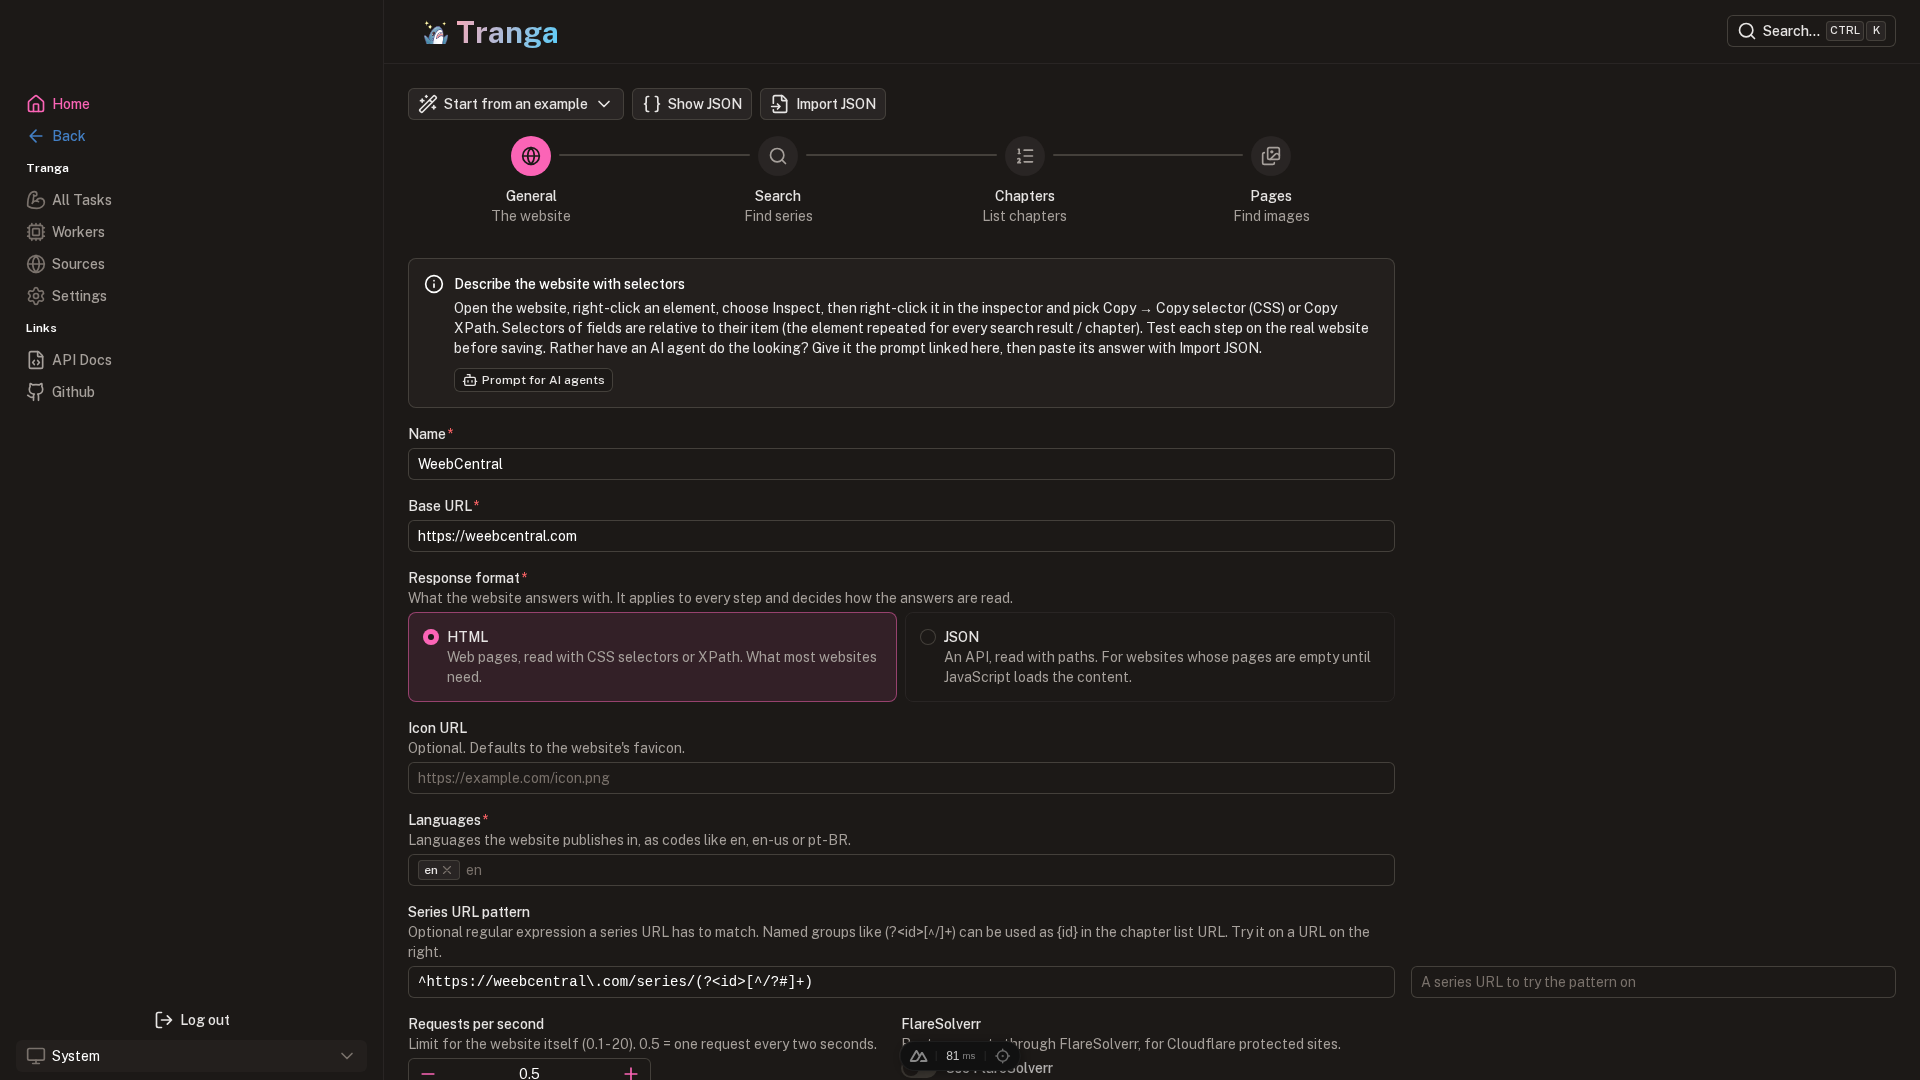 Tranga
Search... CTRL K
Home
Back
Tranga
All Tasks
Workers
Sources
Settings
Links
API Docs
Github
Log out
System
Start from an example
Show JSON
Import JSON
General
The website
Search
Find series
Chapters
List chapters
Pages
Find images
Describe the website with selectors
Open the website, right-click an element, choose Inspect, then right-click it in the inspector and pick Copy → Copy selector (CSS) or Copy
XPath. Selectors of fields are relative to their item (the element repeated for every search result / chapter). Test each step on the real website
before saving. Rather have an AI agent do the looking? Give it the prompt linked here, then paste its answer with Import JSON.
Prompt for AI agents
Name*
WeebCentral
Base URL*
https://weebcentral.com
Response format*
What the website answers with. It applies to every step and decides how the answers are read.
HTML
Web pages, read with CSS selectors or XPath. What most websites
need.
JSON
An API, read with paths. For websites whose pages are empty until
JavaScript loads the content.
Icon URL
Optional. Defaults to the website's favicon.
https://example.com/icon.png
Languages*
Languages the website publishes in, as codes like en, en-us or pt-BR.
en en
Series URL pattern
Optional regular expression a series URL has to match. Named groups like (?<id>[^/]+) can be used as {id} in the chapter list URL. Try it on a URL on the
right.
^https://weebcentral\.com/series/(?<id>[^/?#]+)
A series URL to try the pattern on
Requests per second
Limit for the website itself (0.1-20). 0.5 = one request every two seconds.
0.5
FlareSolverr
through FlareSolverr, for Cloudflare protected sites.
81 ms